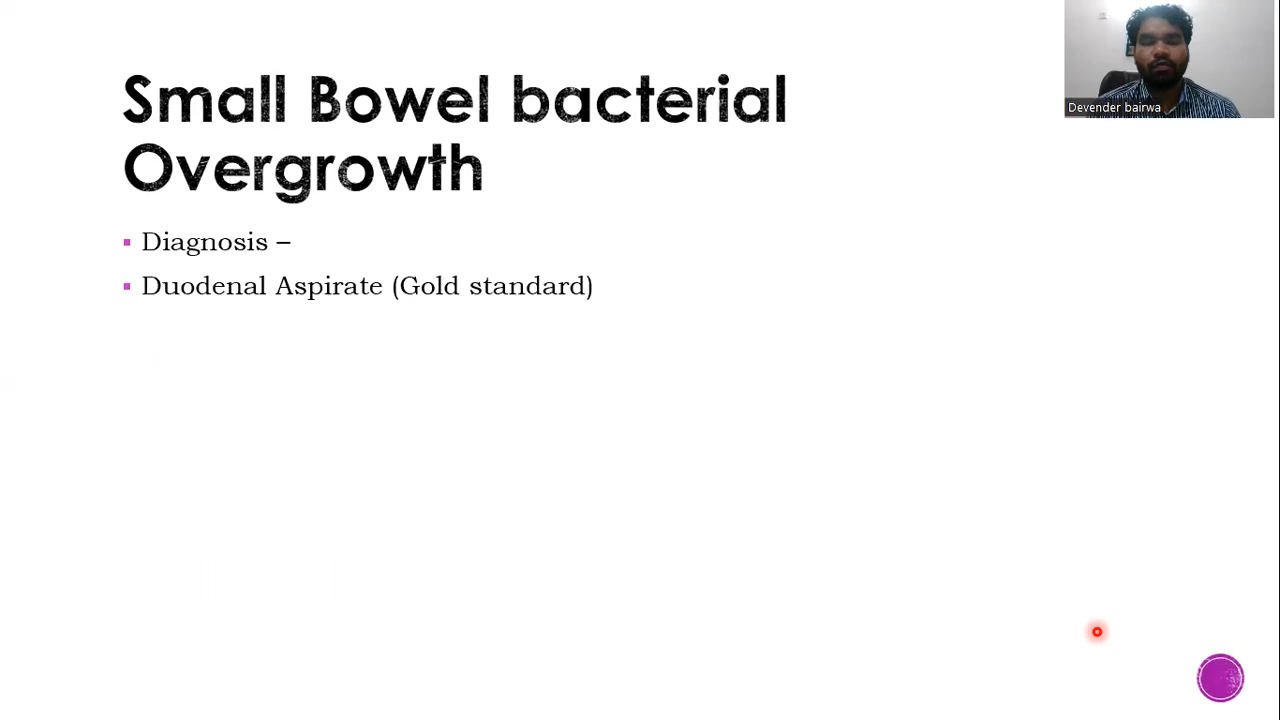 Small Bowel bacterial
Overgrowth
Diagnosis –
Duodenal Aspirate (Gold standard)
Devender bairwa